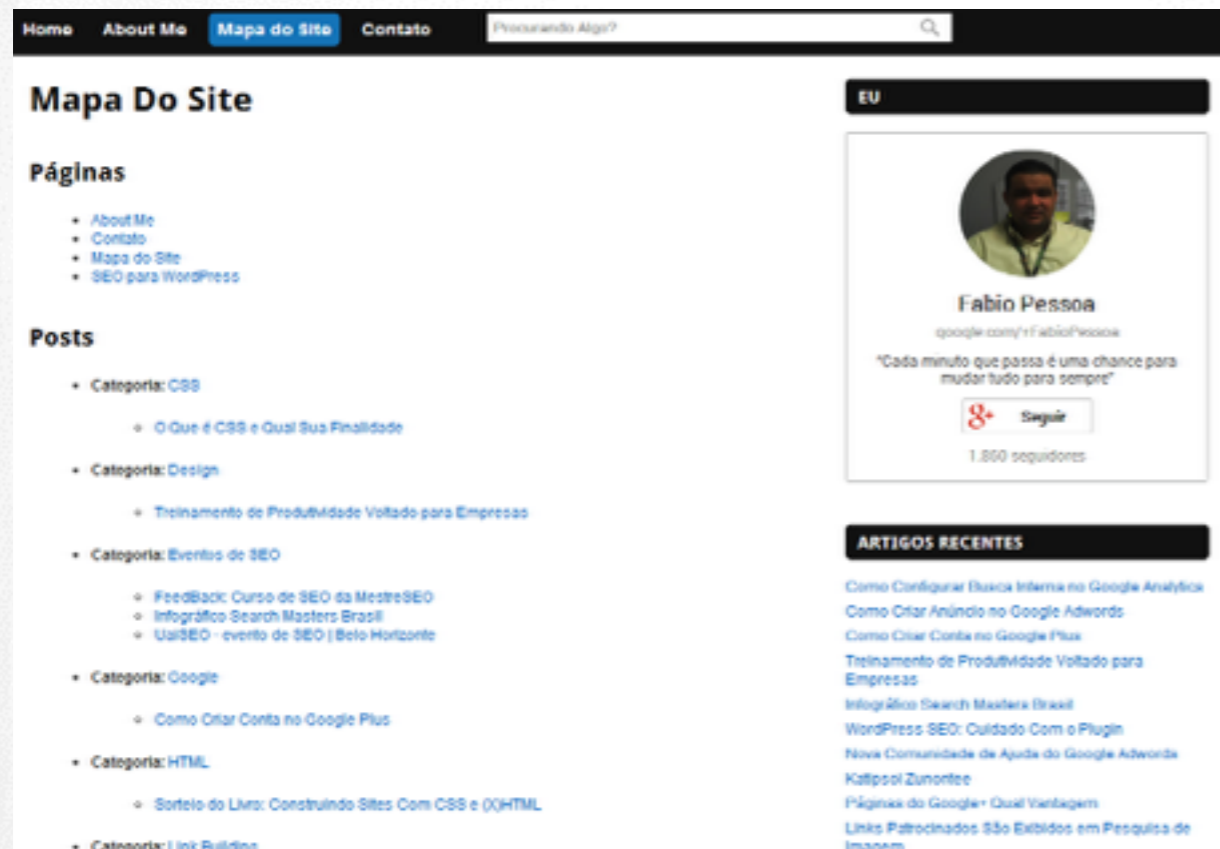 Home About Me Mapa do Site Contato Procurando Algo?
Mapa Do Site
Páginas
About Me
Contato
Mapa do Site
SEO para WordPress
Posts
Categoria: CSS
O Que é CSS e Qual Sua Finalidade
Categoria: Design
Treinamento de Produtividade Voltado para Empresas
Categoria: Eventos de SEO
FeedBack: Curso de SEO da MestreSEO
Infográfico Search Masters Brasil
UaiSEO - evento de SEO | Belo Horizonte
Categoria: Google
Como Criar Conta no Google Plus
Categoria: HTML
Sorteio do Livro: Construindo Sites Com CSS e (X)HTML
Categoria: Link Building
EU
Fabio Pessoa
google.com/+FabioPessoa
"Cada minuto que passa é uma chance para
mudar tudo para sempre"
g+ Seguir
1.860 seguidores
ARTIGOS RECENTES
Como Configurar Busca Interna no Google Analytics
Como Criar Anúncio no Google Adwords
Como Criar Conta no Google Plus
Treinamento de Produtividade Voltado para
Empresas
Infográfico Search Masters Brasil
WordPress SEO: Cuidado Com o Plugin
Nova Comunidade de Ajuda do Google Adwords
Katipsoi Zunontee
Páginas do Google+ Qual Vantagem
Links Patrocinados São Exibidos em Pesquisa de
Imagem